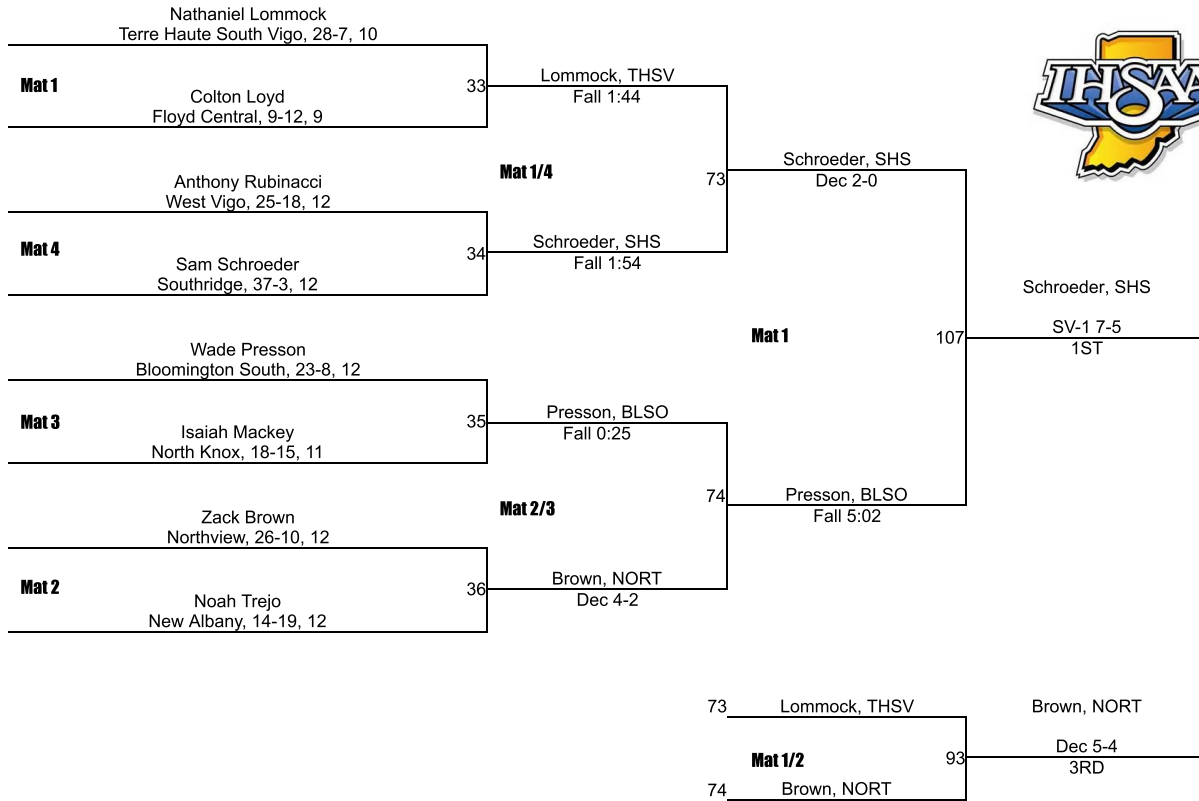 Nathaniel Lommock
Terre Haute South Vigo, 28-7, 10
Mat 1
Colton Loyd
Floyd Central, 9-12, 9
33
Lommock, THSV
Fall 1:44
Anthony Rubinacci
West Vigo, 25-18, 12
Mat 4
Sam Schroeder
Southridge, 37-3, 12
34
Schroeder, SHS
Fall 1:54
Mat 1/4
73
Schroeder, SHS
Dec 2-0
Wade Presson
Bloomington South, 23-8, 12
Mat 3
Isaiah Mackey
North Knox, 18-15, 11
35
Presson, BLSO
Fall 0:25
Zack Brown
Northview, 26-10, 12
Mat 2
Noah Trejo
New Albany, 14-19, 12
36
Brown, NORT
Dec 4-2
Mat 2/3
74
Presson, BLSO
Fall 5:02
Mat 1
107
Schroeder, SHS
SV-1 7-5
1ST
IHSAA
73
Lommock, THSV
Mat 1/2
74
Brown, NORT
93
Brown, NORT
Dec 5-4
3RD